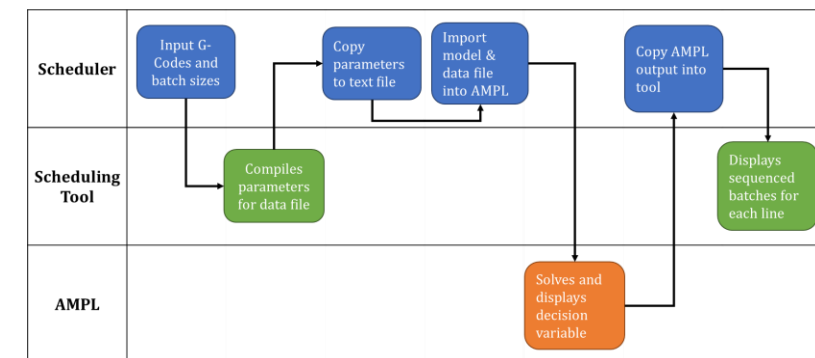 Scheduler
Input G-
Codes and
batch sizes
Copy
parameters
to text file
Import
model &
data file
into AMPL
Copy AMPL
output into
tool
Scheduling
Tool
Compiles
parameters
for data file
Displays
sequenced
batches for
each line
AMPL
Solves and
displays
decision
variable